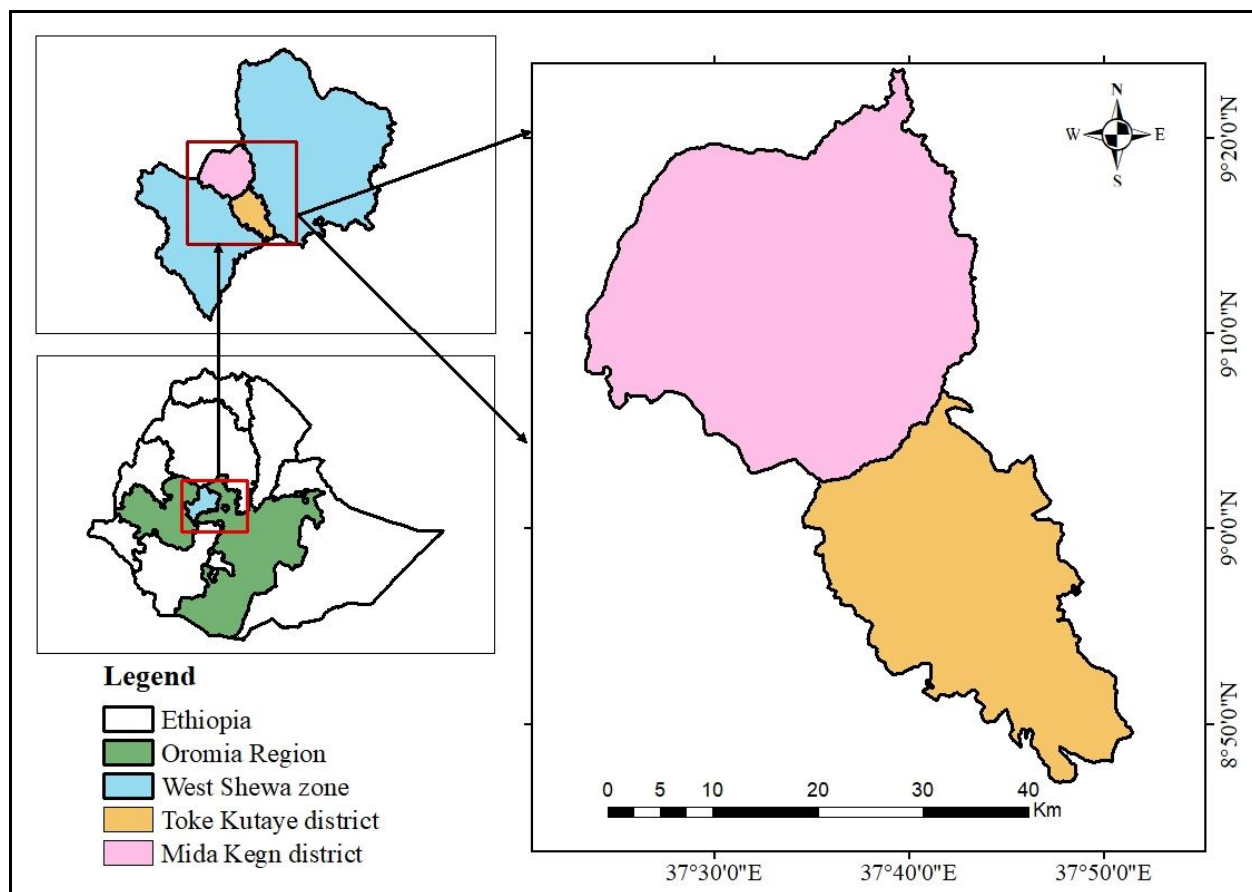 Legend
Ethiopia
Oromia Region
West Shewa zone
Toke Kutaye district
Mida Kegn district
N
W E
S
9°20'0"N
9°10'0"N
9°0'0"N
8°50'0"N
0 5 10 20 30 40
Km
37°30'0"E 37°40'0"E 37°50'0"E